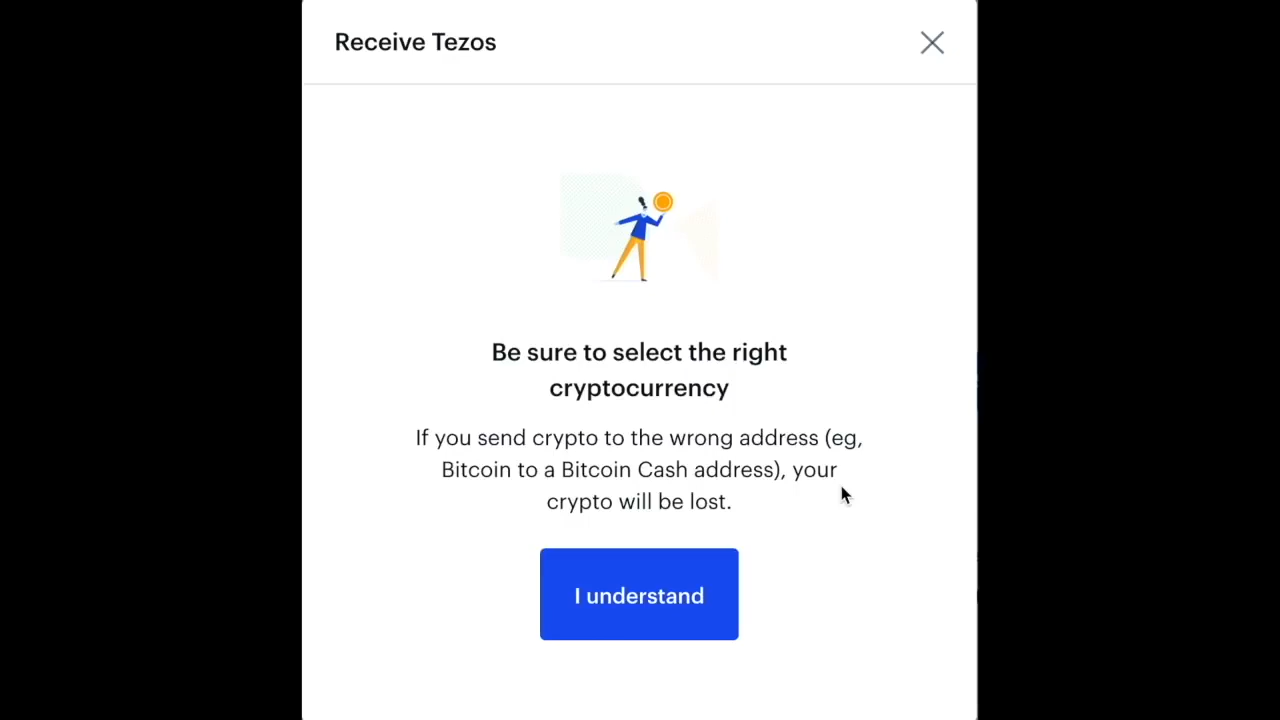 Receive Tezos
Be sure to select the right
cryptocurrency
If you send crypto to the wrong address (eg,
Bitcoin to a Bitcoin Cash address), your
crypto will be lost.
I understand